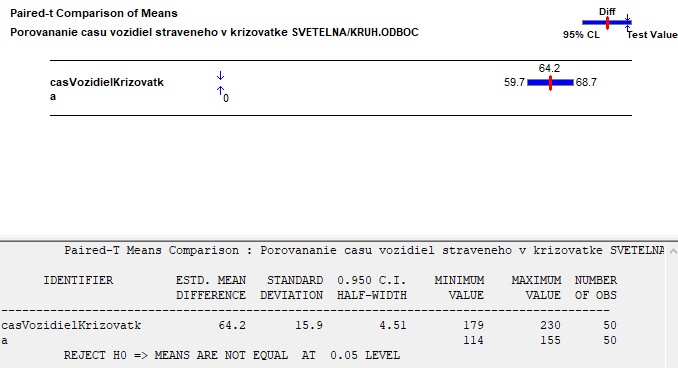 Paired-t Comparison of Means
Porovananie casu vozidiel straveneho v krizovatke SVETELNA/KRUH.ODBOC
Diff
95% CL Test Value
64.2
casVozidielKrizovatk
a
59.7 68.7
0
Paired-T Means Comparison : Porovananie casu vozidiel straveneho v krizovatke SVETELNA
IDENTIFIER ESTD. MEAN STANDARD 0.950 C.I. MINIMUM MAXIMUM NUMBER
DIFFERENCE DEVIATION HALF-WIDTH VALUE VALUE OF OBS
casVozidielKrizovatk 64.2 15.9 4.51 179 230 50
a 114 155 50
REJECT H0 => MEANS ARE NOT EQUAL AT 0.05 LEVEL